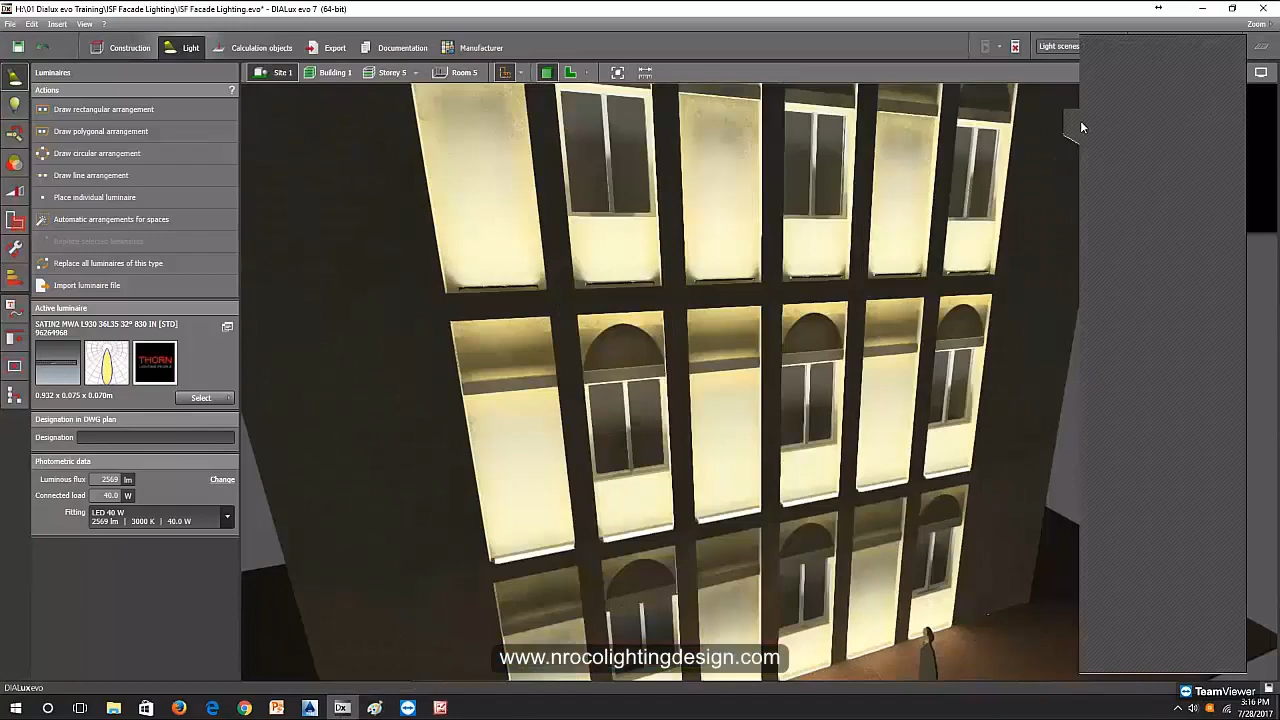 H:\01 Dialux evo Training\ISF Facade Lighting\ISF Facade Lighting.evo* - DIALux evo 7 (64-bit)
File Edit Insert View ?
Zoom
Construction Light Calculation objects Export Documentation Manufacturer
Light scenes
Luminaires
Site 1 Building 1 Storey 5 Room 5
Actions ?
Draw rectangular arrangement
Draw polygonal arrangement
Draw circular arrangement
Draw line arrangement
Place individual luminaire
Automatic arrangements for spaces
Replace selected luminaires
Replace all luminaires of this type
Import luminaire file
Active luminaire
SATIN2 MWA L930 36L35 32° 830 IN [STD]
96264968
THORN
LIGHTING PEOPLE
0.932 x 0.075 x 0.070m
Select
Designation in DWG plan
Designation
Photometric data
Luminous flux 2569 lm Change
Connected load 40.0 W
Fitting LED 40 W
2569 lm | 3000 K | 40.0 W
www.nrocolightingdesign.com
DIALux evo
TeamViewer
Dx
3:16 PM
7/28/2017